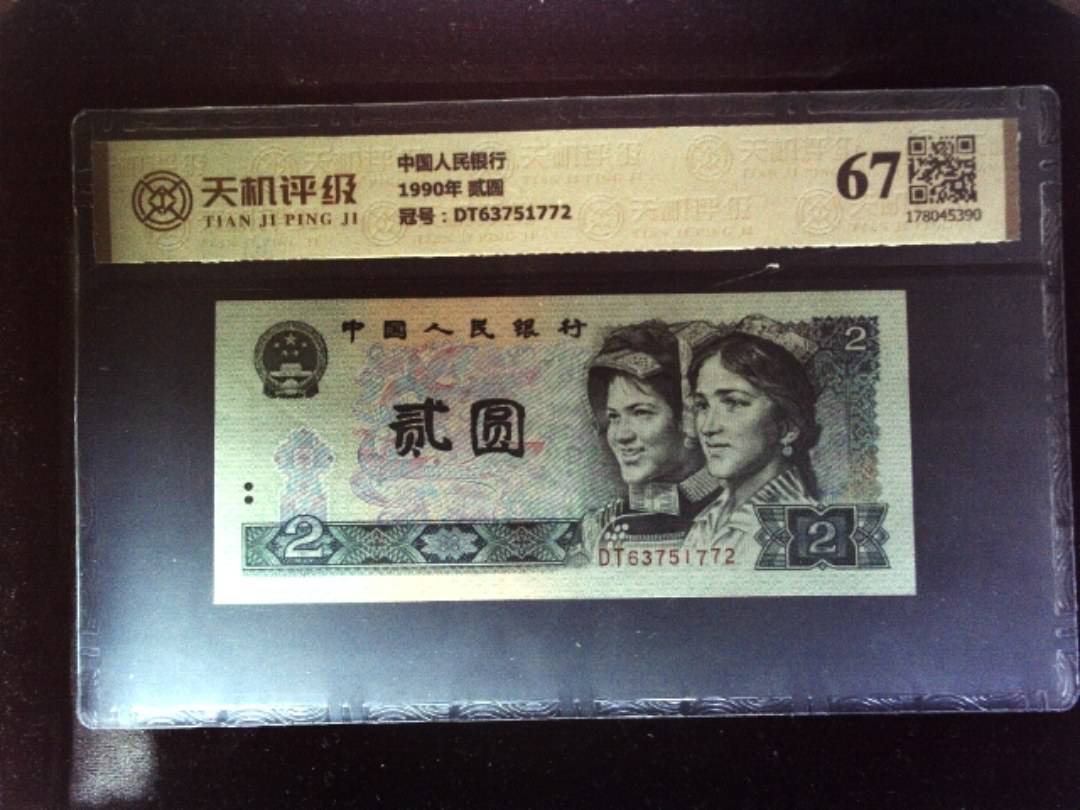 天机评级
TIAN JI PING JI
中国人民银行
1990年 贰圆
冠号：DT63751772
67
178045390
中国人民银行
2
贰圆
2
DT63751772
2